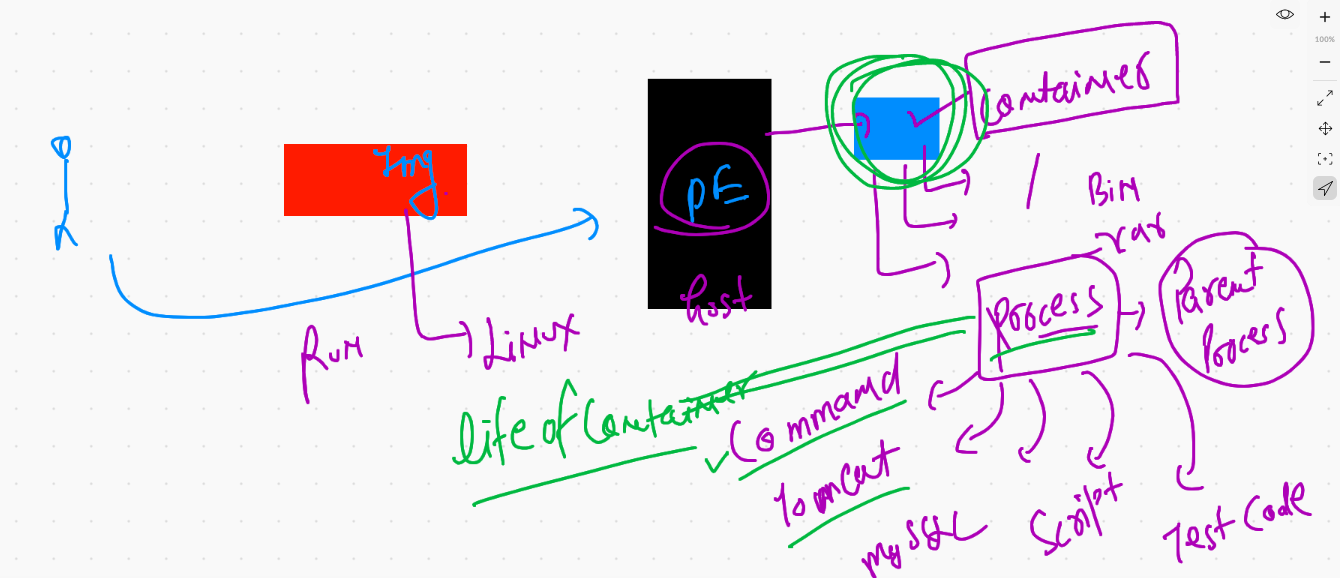 100%
Container
Img
DE
/
Bin
var
Host
Process
Parent
Process
Run
Linux
life of Container
Command
Tomcat
MySQL
Script
Test Code